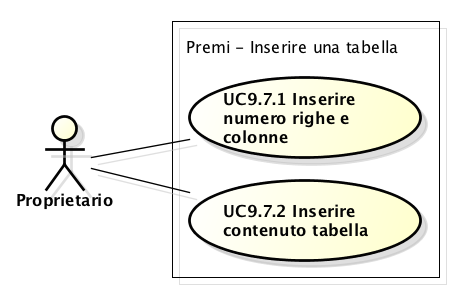 Premi - Inserire una tabella
UC9.7.1 Inserire
numero righe e
colonne
Proprietario
UC9.7.2 Inserire
contenuto tabella